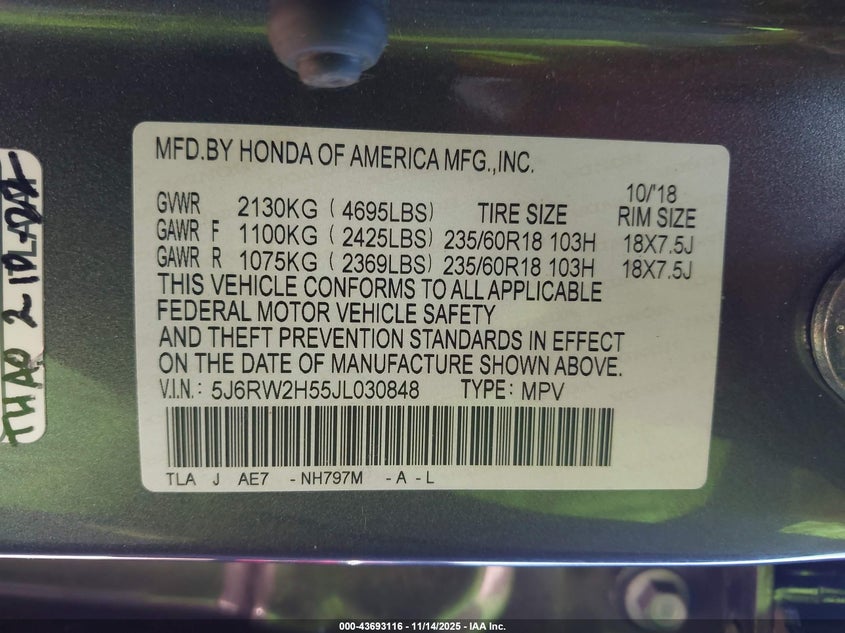 MFD.BY HONDA OF AMERICA MFG.,INC.
10/'18
GVWR 2130KG ( 4695LBS) TIRE SIZE RIM SIZE
GAWR F 1100KG ( 2425LBS) 235/60R18 103H 18X7.5J
GAWR R 1075KG ( 2369LBS) 235/60R18 103H 18X7.5J
THIS VEHICLE CONFORMS TO ALL APPLICABLE
FEDERAL MOTOR VEHICLE SAFETY
AND THEFT PREVENTION STANDARDS IN EFFECT
ON THE DATE OF MANUFACTURE SHOWN ABOVE.
V.I.N.: 5J6RW2H55JL030848 TYPE: MPV
TLA J AE7 -NH797M -A -L
000-43693116 | 11/14/2025 | IAA Inc.